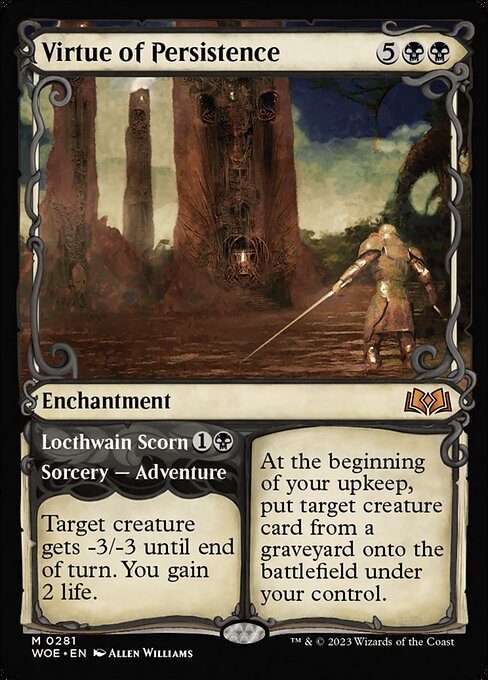 Virtue of Persistence 5
Enchantment
Locthwain Scorn 1
Sorcery — Adventure
Target creature
gets -3/-3 until end
of turn. You gain
2 life.
At the beginning
of your upkeep,
put target creature
card from a
graveyard onto the
battlefield under
your control.
M 0281
WOE • EN ALLEN WILLIAMS
™ & © 2023 Wizards of the Coast